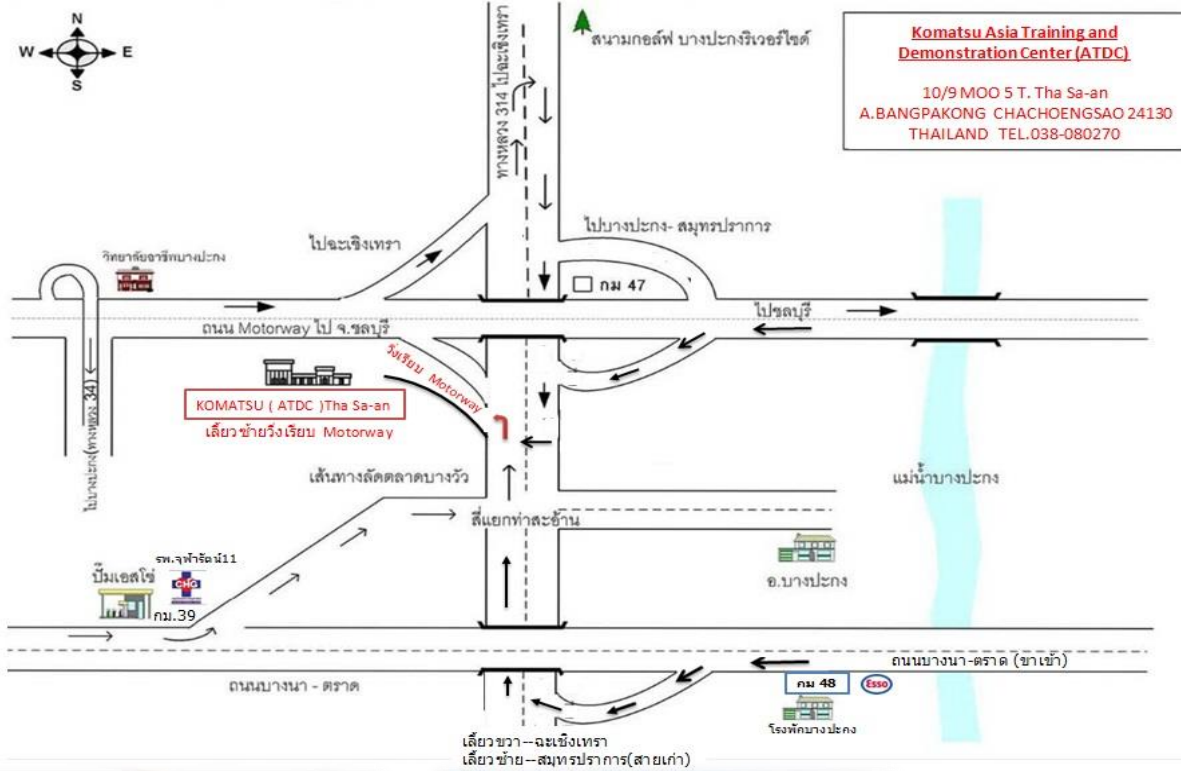 N
W E
S
สนามกอล์ฟ บางปะกงริเวอร์ไซด์
Komatsu Asia Training and
Demonstration Center (ATDC)
10/9 MOO 5 T. Tha Sa-an
A.BANGPAKONG CHACHOENGSAO 24130
THAILAND TEL.038-080270
ทางหลวง 314 ไปฉะเชิงเทรา
ไปบางปะกง- สมุทรปราการ
ไปฉะเชิงเทรา
วิทยาลัยอาชีพบางปะกง
กม 47
ไปชลบุรี
ถนน Motorway ไป จ.ชลบุรี
วิ่งเรียบ Motorway
KOMATSU ( ATDC )Tha Sa-an
เลี้ยวซ้ายวิ่งเรียบ Motorway
ไปบางปะกง(ทางหลวง 34)
เส้นทางลัดตลาดบางวัว
แม่น้ำบางปะกง
สี่แยกท่าสะอ้าน
รพ.จุฬารัตน์11
ปั๊มเอสโซ่
CHG
กม.39
อ.บางปะกง
ถนนบางนา-ตราด (ขาเข้า)
ถนนบางนา - ตราด
กม 48
Esso
โรงพักบางปะกง
เลี้ยวขวา--ฉะเชิงเทรา
เลี้ยวซ้าย--สมุทรปราการ(สายเก่า)